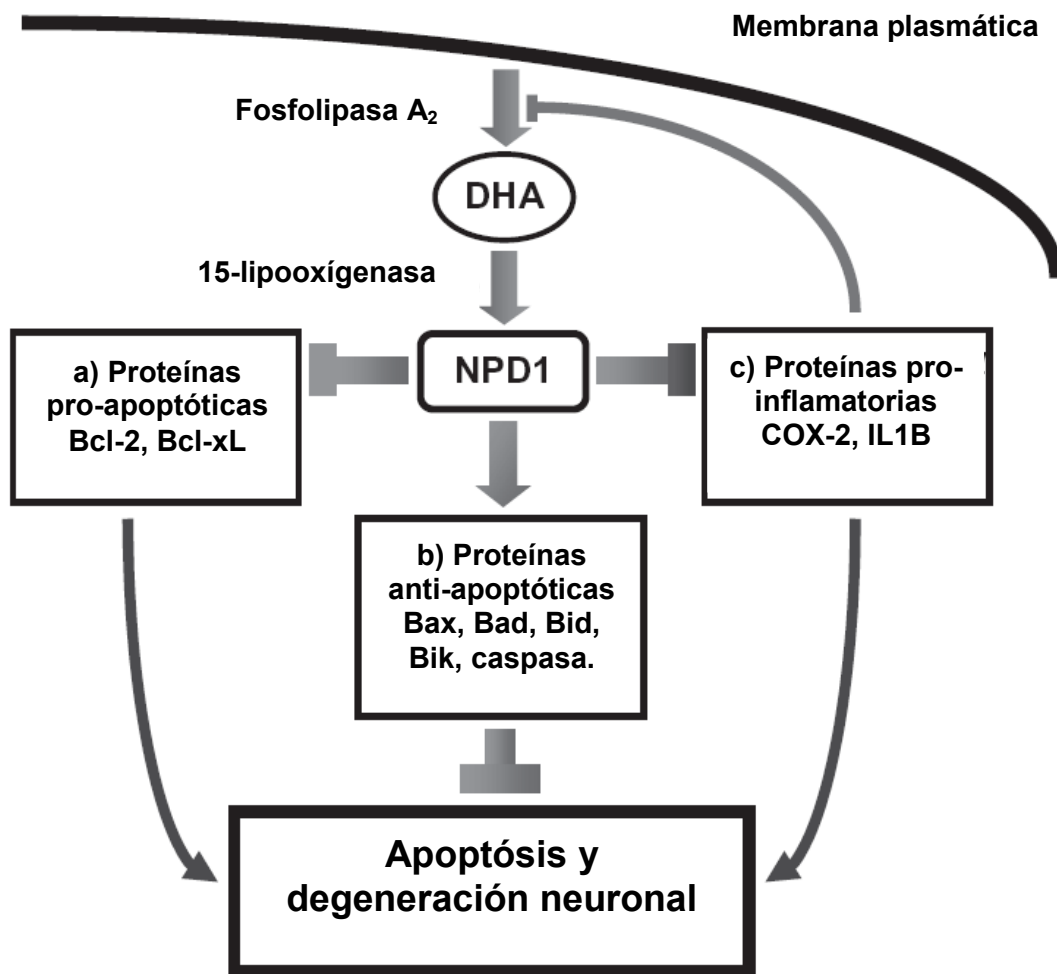 Membrana plasmática
Fosfolipasa A₂
DHA
15-lipooxígenasa
NPD1
a) Proteínas
pro-apoptóticas
Bcl-2, Bcl-xL
b) Proteínas
anti-apoptóticas
Bax, Bad, Bid,
Bik, caspasa.
c) Proteínas pro-
inflamatorias
COX-2, IL1B
Apoptósis y
degeneración neuronal